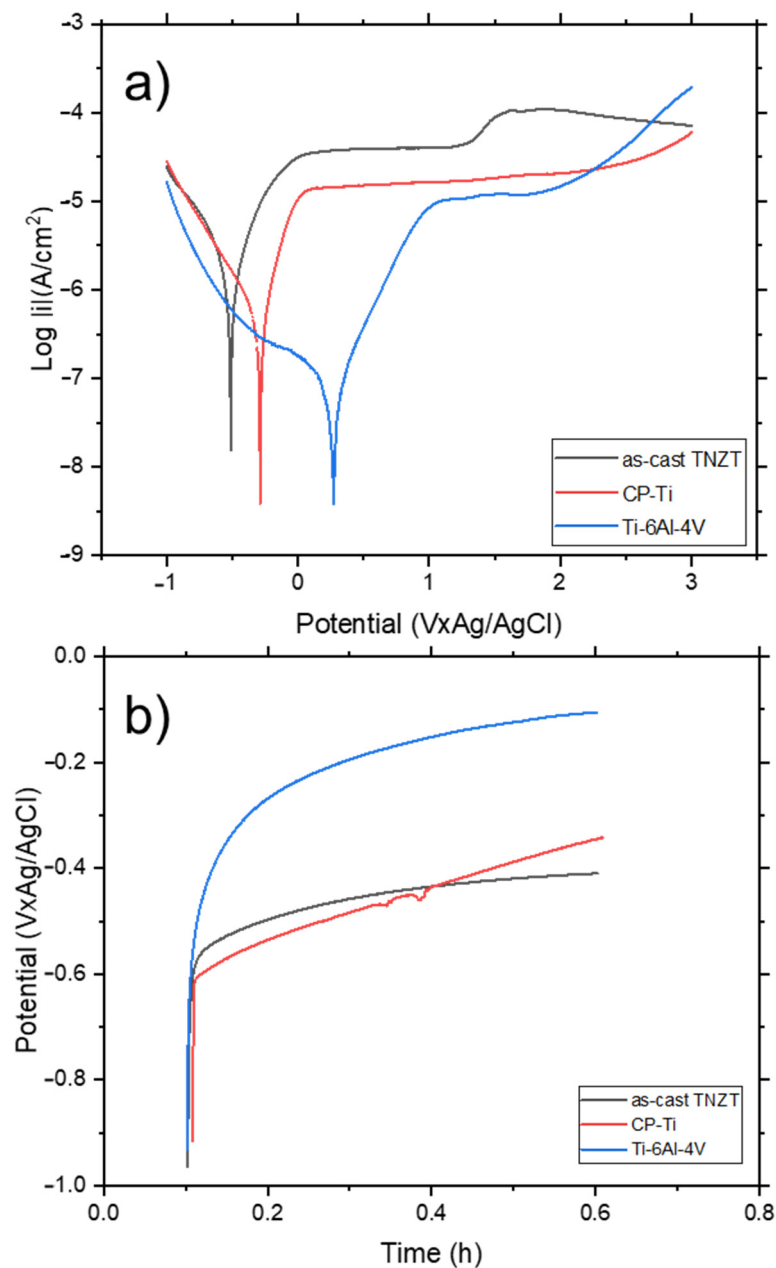 a)
−3
−4
−5
−6
−7
−8
−9
Log |i|(A/cm²)
as-cast TNZT
CP-Ti
Ti-6Al-4V
−1 0 1 2 3
Potential (VxAg/AgCl)
b)
0.0
−0.2
−0.4
−0.6
−0.8
−1.0
Potential (VxAg/AgCl)
as-cast TNZT
CP-Ti
Ti-6Al-4V
0.0 0.2 0.4 0.6 0.8
Time (h)